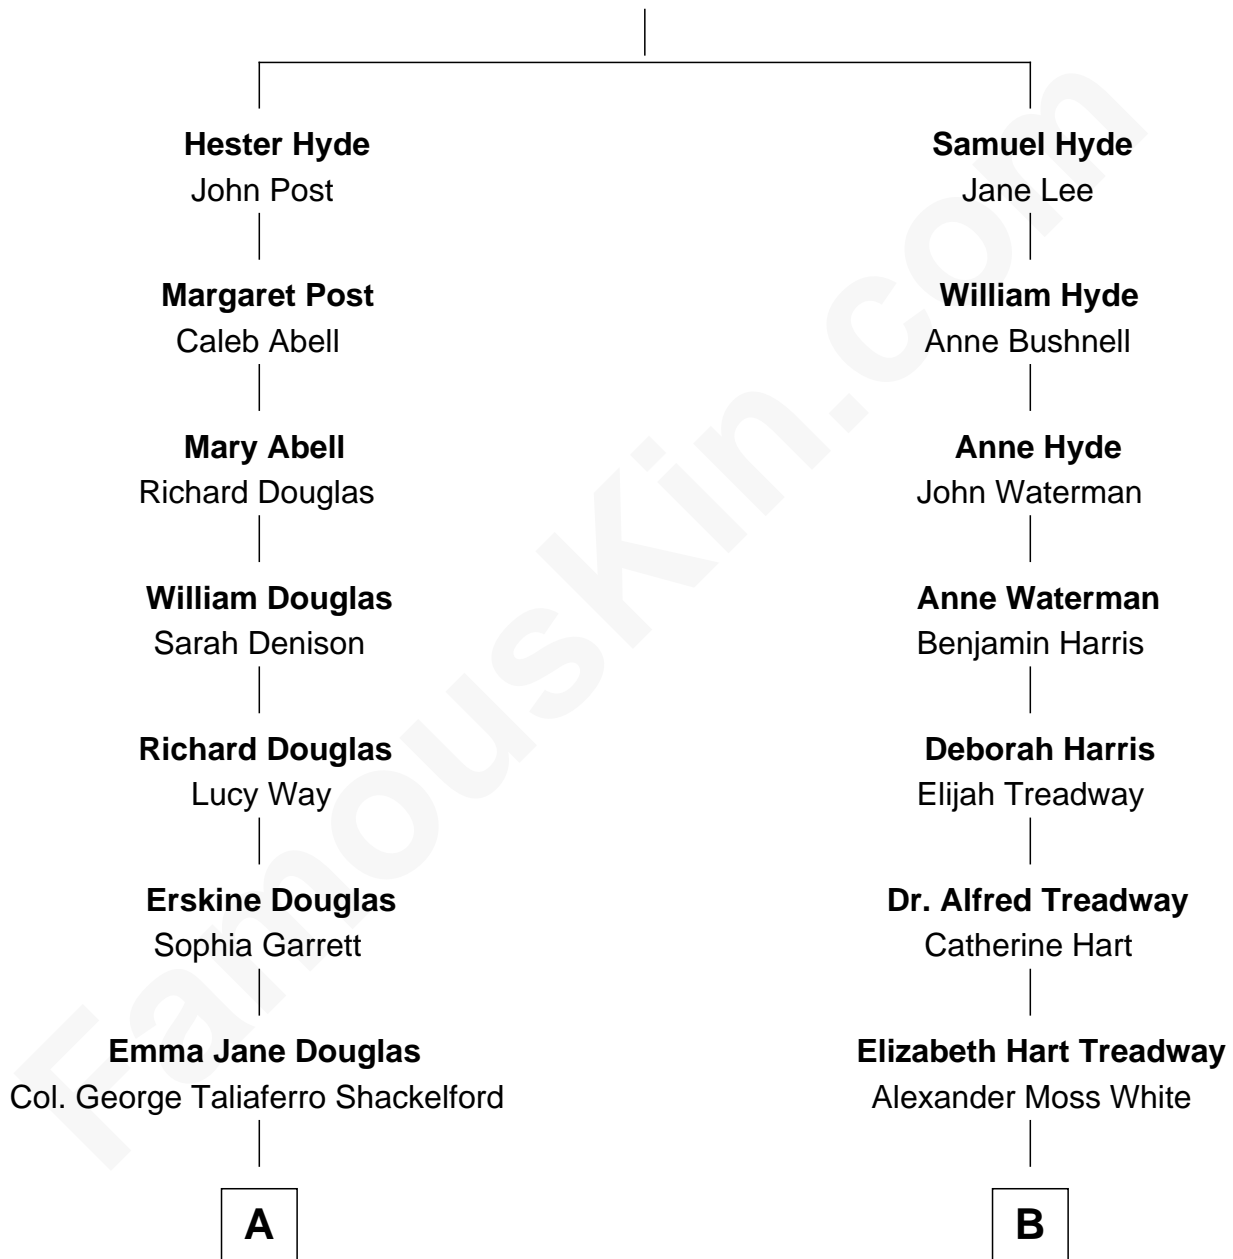 Hester Hyde
John Post
Samuel Hyde
Jane Lee
Margaret Post
Caleb Abell
William Hyde
Anne Bushnell
Mary Abell
Richard Douglas
Anne Hyde
John Waterman
William Douglas
Sarah Denison
Anne Waterman
Benjamin Harris
Richard Douglas
Lucy Way
Deborah Harris
Elijah Treadway
Erskine Douglas
Sophia Garrett
Dr. Alfred Treadway
Catherine Hart
Emma Jane Douglas
Col. George Taliaferro Shackelford
Elizabeth Hart Treadway
Alexander Moss White
A
B
FamousKin.com